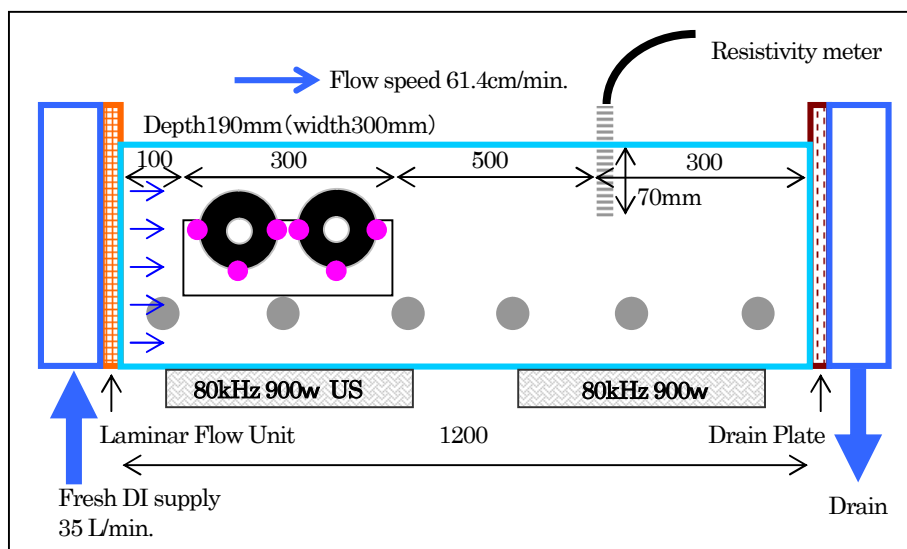 Resistivity meter
Flow speed 61.4cm/min.
Depth190mm(width300mm)
100
300
500
300
70mm
80kHz 900w US
80kHz 900w
Laminar Flow Unit
1200
Drain Plate
Fresh DI supply
35 L/min.
Drain